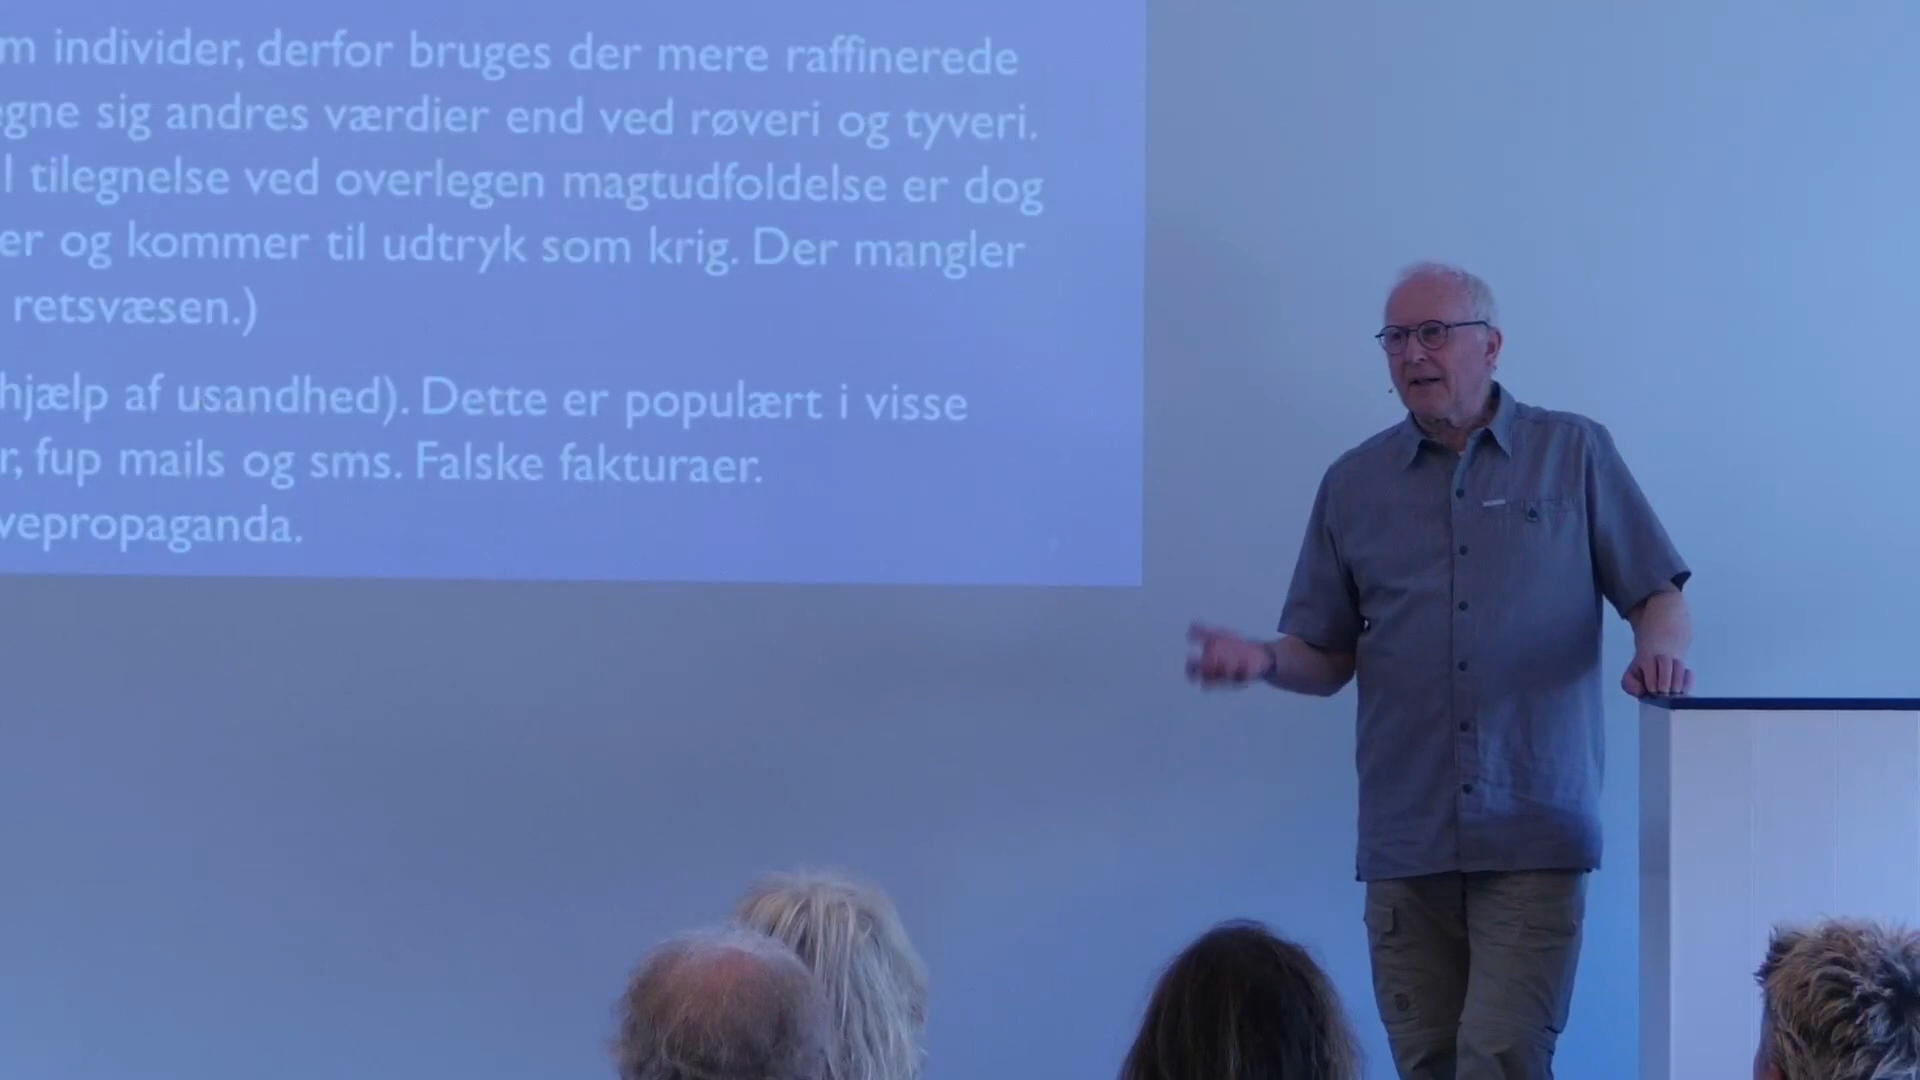 m individer, derfor bruges der mere raffinerede
egne sig andres værdier end ved røveri og tyveri.
l tilegnelse ved overlegen magtudfoldelse er dog
er og kommer til udtryk som krig. Der mangler
retsvæsen.)
hjælp af usandhed). Dette er populært i visse
r, fup mails og sms. Falske fakturaer.
vepropaganda.